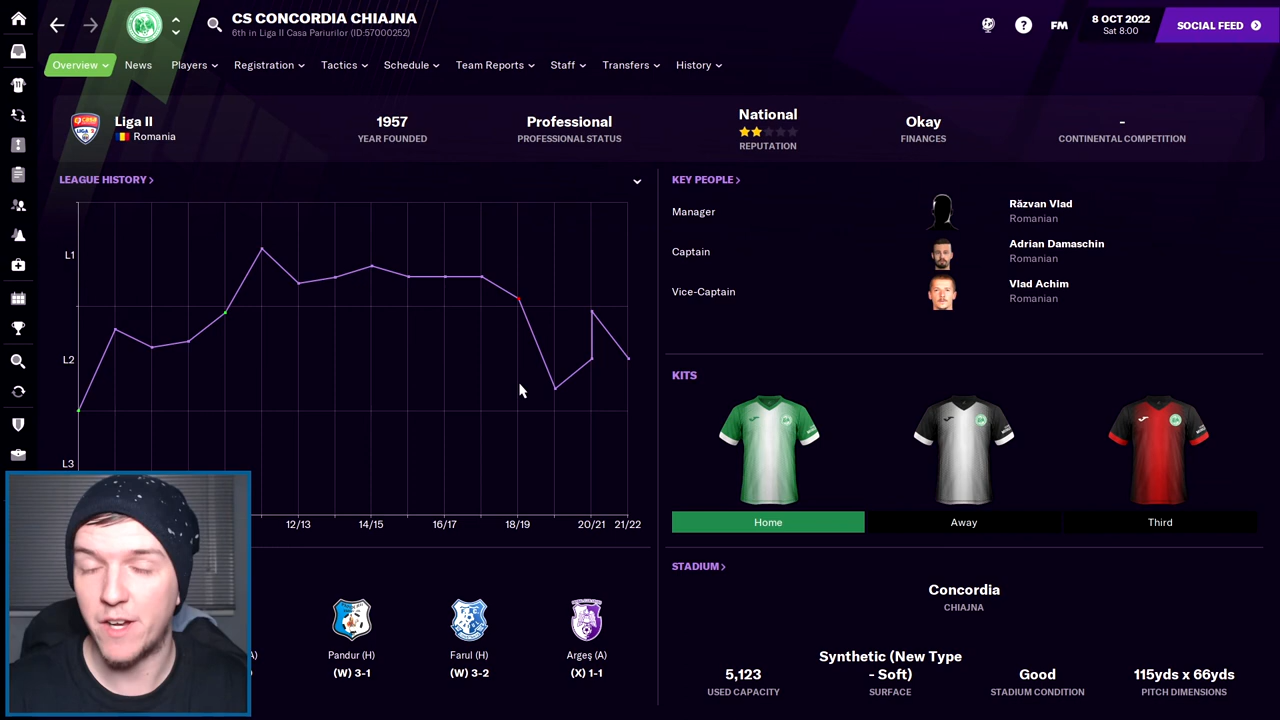 CS CONCORDIA CHIAJNA
6th in Liga II Casa Pariurilor (ID:57000252)
FM
8 OCT 2022
Sat 8:00
SOCIAL FEED
Overview
News
Players
Registration
Tactics
Schedule
Team Reports
Staff
Transfers
History
Liga II
Romania
1957
YEAR FOUNDED
Professional
PROFESSIONAL STATUS
National
REPUTATION
Okay
FINANCES
-
CONTINENTAL COMPETITION
LEAGUE HISTORY
L1
L2
L3
12/13
14/15
16/17
18/19
20/21
21/22
KEY PEOPLE
Manager
Răzvan Vlad
Romanian
Captain
Adrian Damaschin
Romanian
Vice-Captain
Vlad Achim
Romanian
KITS
Home
Away
Third
A)
Pandur (H)
(W) 3-1
Farul (H)
(W) 3-2
Argeş (A)
(X) 1-1
STADIUM
Concordia
CHIAJNA
5,123
USED CAPACITY
Synthetic (New Type
- Soft)
SURFACE
Good
STADIUM CONDITION
115yds x 66yds
PITCH DIMENSIONS